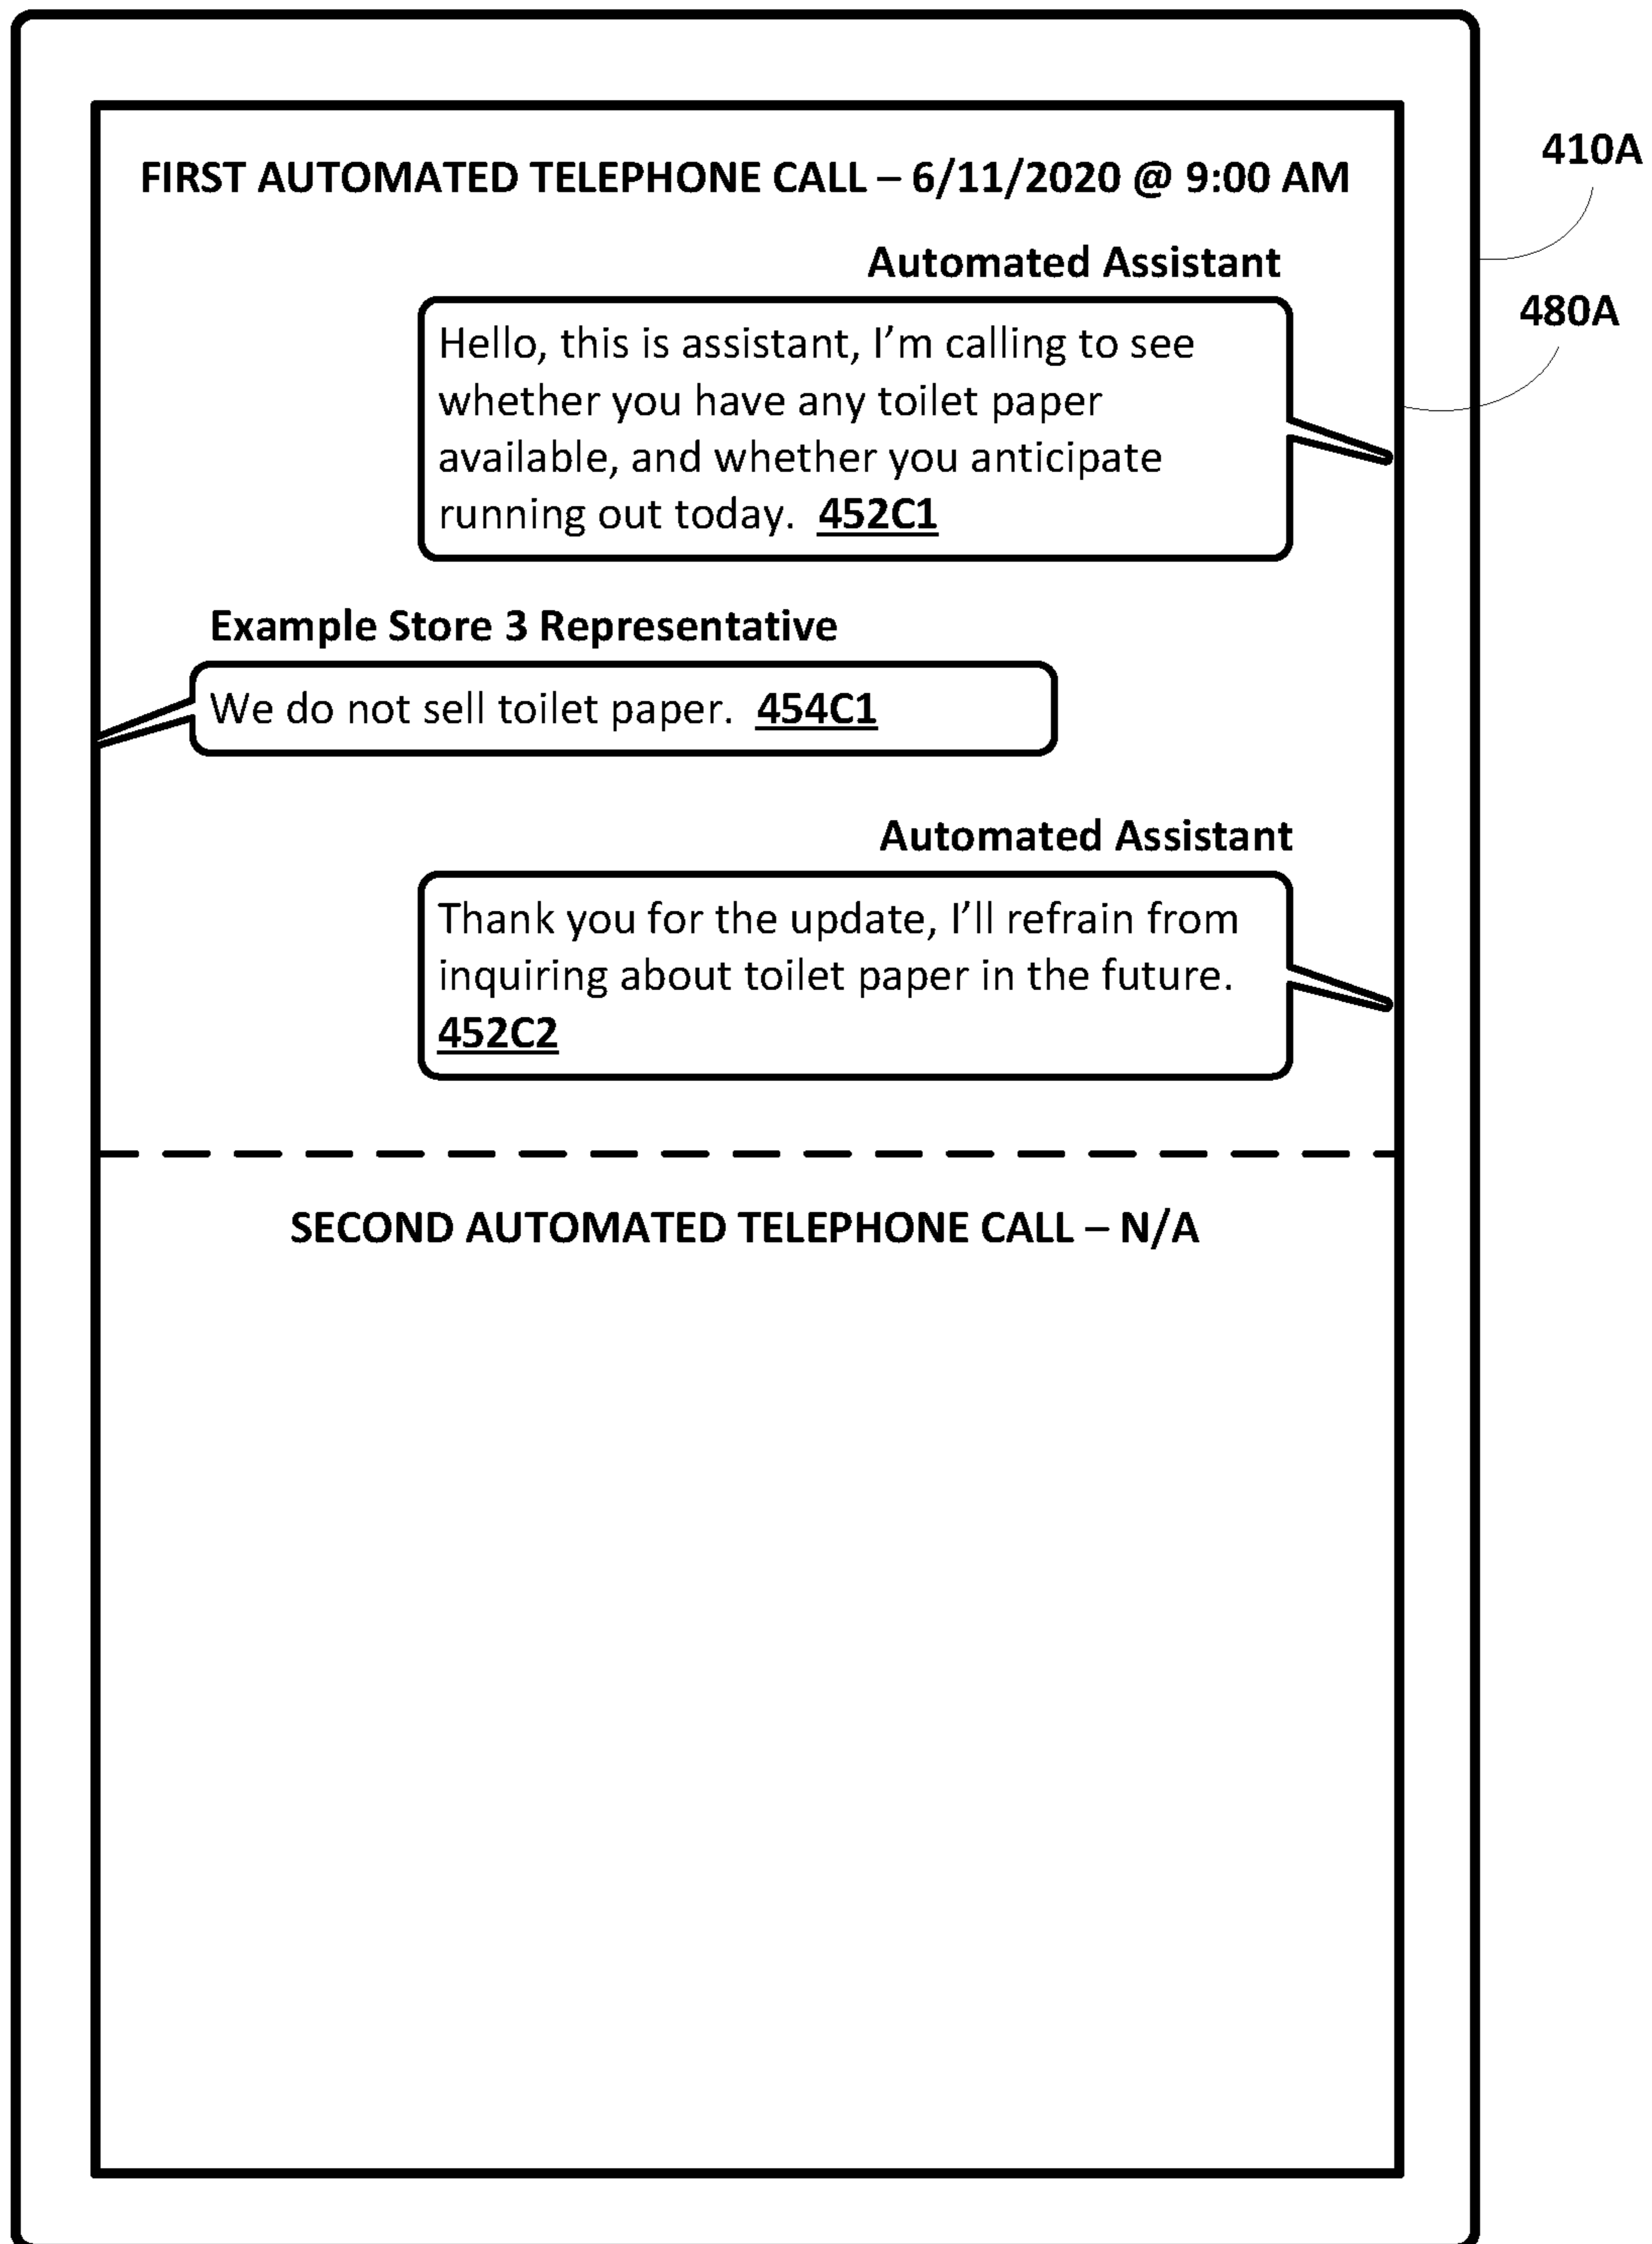 FIRST AUTOMATED TELEPHONE CALL – 6/11/2020 @ 9:00 AM
410A
Automated Assistant
480A
Hello, this is assistant, I'm calling to see
whether you have any toilet paper
available, and whether you anticipate
running out today. 452C1
Example Store 3 Representative
We do not sell toilet paper. 454C1
Automated Assistant
Thank you for the update, I'll refrain from
inquiring about toilet paper in the future.
452C2
SECOND AUTOMATED TELEPHONE CALL – N/A